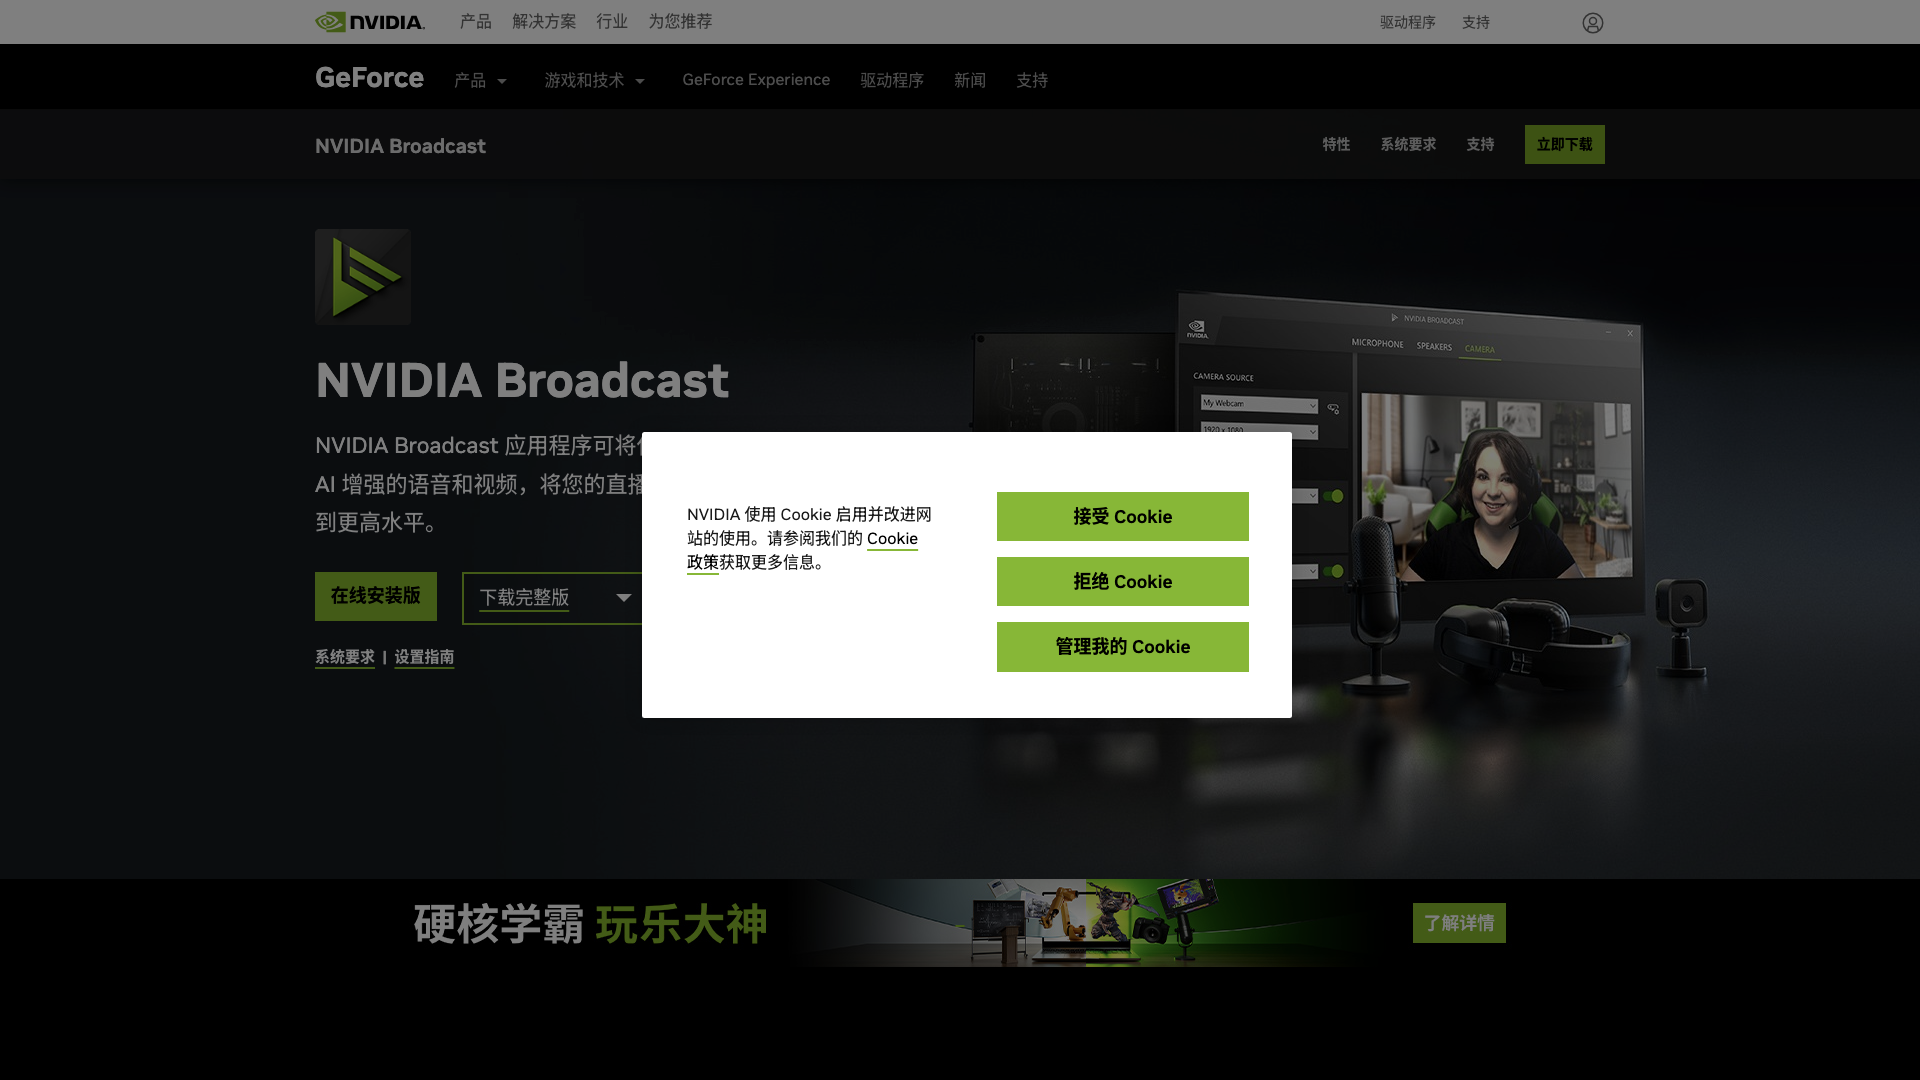 NVIDIA.
产品
解决方案
行业
为您推荐
驱动程序
支持
GeForce
产品
游戏和技术
GeForce Experience
驱动程序
新闻
支持
NVIDIA Broadcast
特性
系统要求
支持
立即下载
NVIDIA Broadcast
NVIDIA Broadcast 应用程序可将
AI 增强的语音和视频，将您的直播
到更高水平。
在线安装版
下载完整版
系统要求 | 设置指南
NVIDIA BROADCAST
NVIDIA.
MICROPHONE
SPEAKERS
CAMERA
CAMERA SOURCE
My Webcam
1920 x 1080
NVIDIA 使用 Cookie 启用并改进网
站的使用。请参阅我们的 Cookie
政策获取更多信息。
接受 Cookie
拒绝 Cookie
管理我的 Cookie
硬核学霸 玩乐大神
了解详情